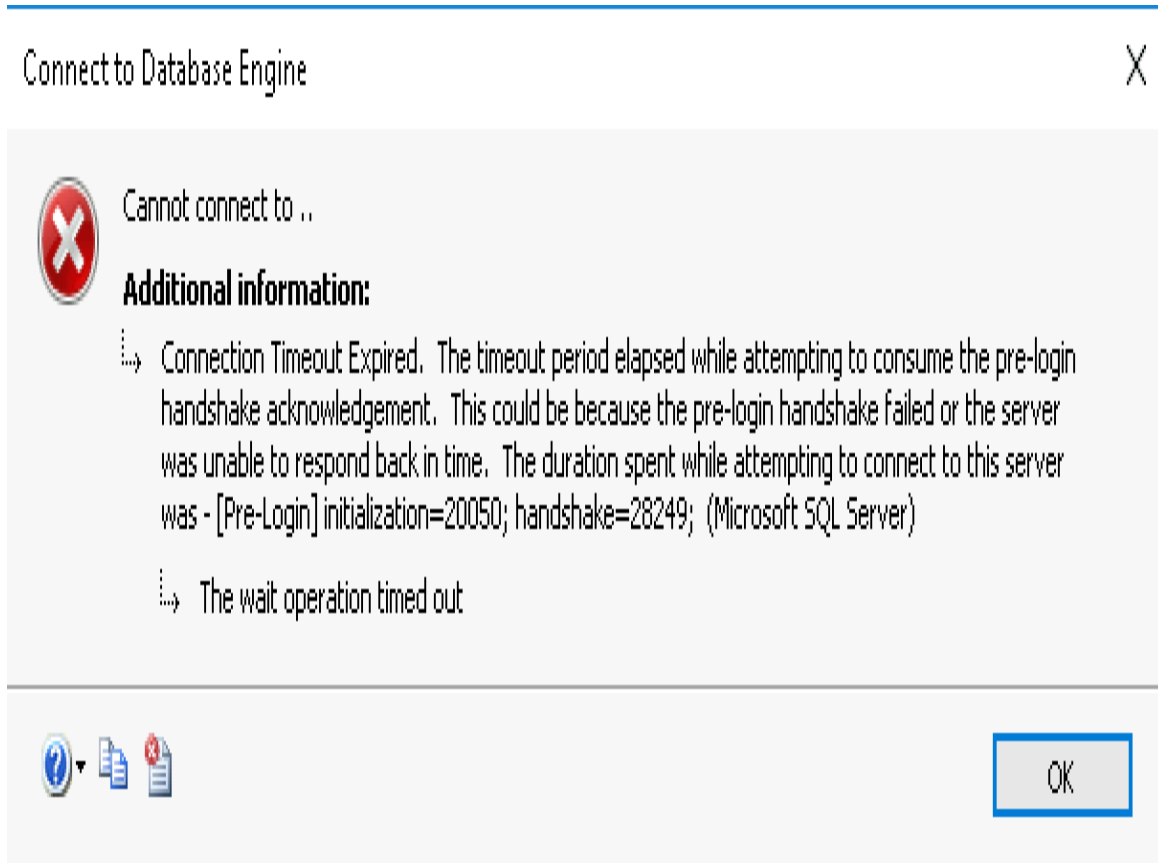 Connect to Database Engine
Cannot connect to ..
Additional information:
Connection Timeout Expired.  The timeout period elapsed while attempting to consume the pre-login
handshake acknowledgement.  This could be because the pre-login handshake failed or the server
was unable to respond back in time.  The duration spent while attempting to connect to this server
was - [Pre-Login] initialization=20050; handshake=28249;  (Microsoft SQL Server)
The wait operation timed out
OK